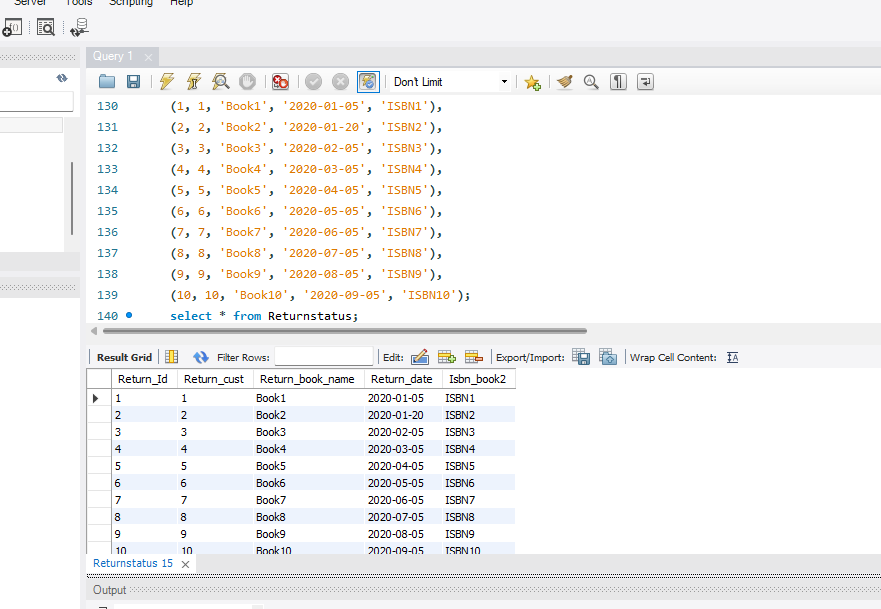 Server Tools Scripting Help
Query 1
Don't Limit
130 (1, 1, 'Book1', '2020-01-05', 'ISBN1'),
131 (2, 2, 'Book2', '2020-01-20', 'ISBN2'),
132 (3, 3, 'Book3', '2020-02-05', 'ISBN3'),
133 (4, 4, 'Book4', '2020-03-05', 'ISBN4'),
134 (5, 5, 'Book5', '2020-04-05', 'ISBN5'),
135 (6, 6, 'Book6', '2020-05-05', 'ISBN6'),
136 (7, 7, 'Book7', '2020-06-05', 'ISBN7'),
137 (8, 8, 'Book8', '2020-07-05', 'ISBN8'),
138 (9, 9, 'Book9', '2020-08-05', 'ISBN9'),
139 (10, 10, 'Book10', '2020-09-05', 'ISBN10');
140 select * from Returnstatus;
Result Grid Filter Rows: Edit: Export/Import: Wrap Cell Content:
Return_Id Return_cust Return_book_name Return_date Isbn_book2
1 1 Book1 2020-01-05 ISBN1
2 2 Book2 2020-01-20 ISBN2
3 3 Book3 2020-02-05 ISBN3
4 4 Book4 2020-03-05 ISBN4
5 5 Book5 2020-04-05 ISBN5
6 6 Book6 2020-05-05 ISBN6
7 7 Book7 2020-06-05 ISBN7
8 8 Book8 2020-07-05 ISBN8
9 9 Book9 2020-08-05 ISBN9
10 10 Book10 2020-09-05 ISBN10
Returnstatus 15
Output